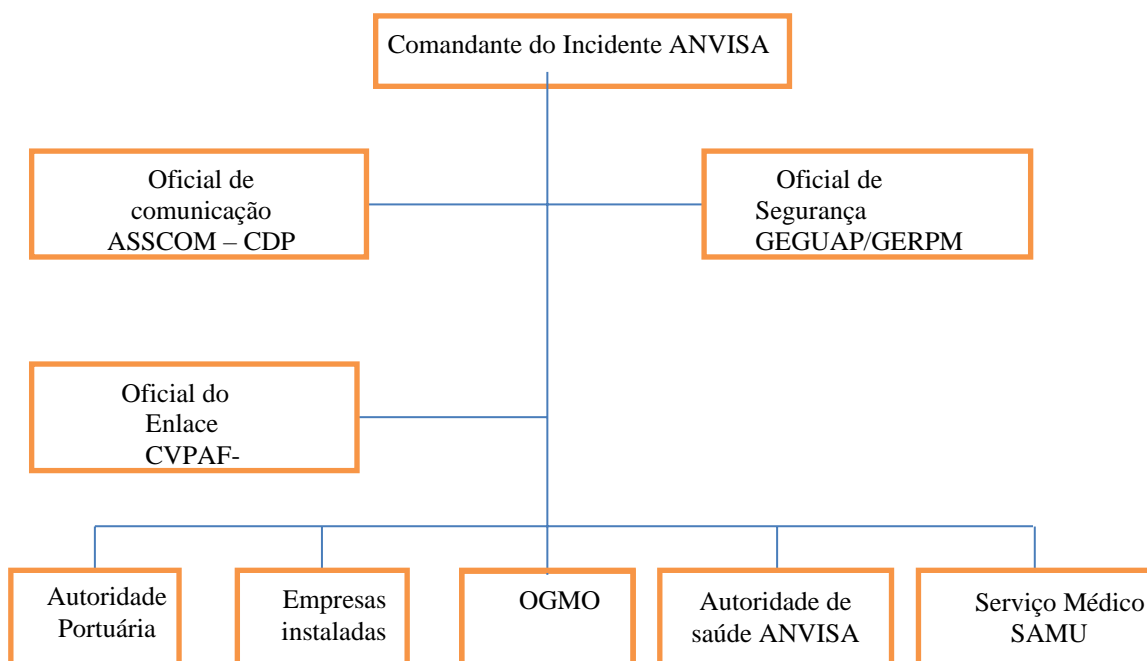 Comandante do Incidente ANVISA
Oficial de
comunicação
ASSCOM – CDP
Oficial de
Segurança
GEGUAP/GERPM
Oficial do
Enlace
CVPAF-
Autoridade
Portuária
Empresas
instaladas
OGMO
Autoridade de
saúde ANVISA
Serviço Médico
SAMU